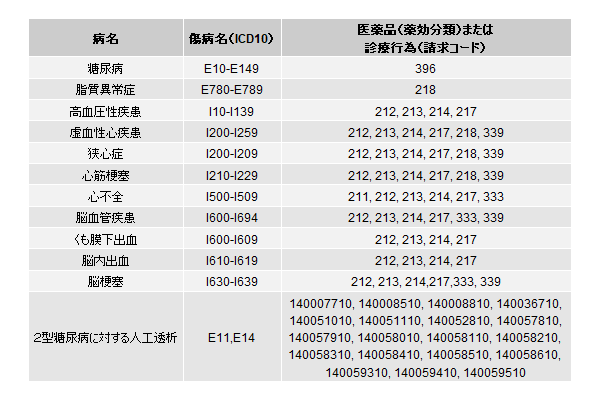 病名 傷病名(ICD10) 医薬品(薬効分類)または
診療行為(請求コード)
糖尿病 E10-E149 396
脂質異常症 E780-E789 218
高血圧性疾患 I10-I139 212, 213, 214, 217
虚血性心疾患 I200-I259 212, 213, 214, 217, 218, 339
狭心症 I200-I209 212, 213, 214, 217, 218, 339
心筋梗塞 I210-I229 212, 213, 214, 217, 218, 339
心不全 I500-I509 211, 212, 213, 214, 217, 333
脳血管疾患 I600-I694 212, 213, 214, 217, 333, 339
くも膜下出血 I600-I609 212, 213, 214, 217
脳内出血 I610-I619 212, 213, 214, 217
脳梗塞 I630-I639 212, 213, 214,217,333, 339
2型糖尿病に対する人工透析 E11,E14 140007710, 140008510, 140008810, 140036710,
140051010, 140051110, 140052810, 140057810,
140057910, 140058010, 140058110, 140058210,
140058310, 140058410, 140058510, 140058610,
140059310, 140059410, 140059510